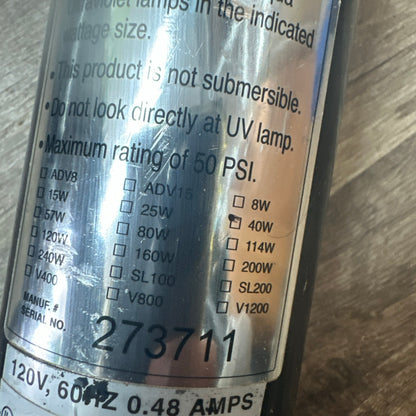 lamps in the indicated
wattage size.
• This product is not submersible.
• Do not look directly at UV lamp.
• Maximum rating of 50 PSI.
ADV8 ADV15 8W
15W 25W 40W
57W 80W 114W
120W 160W 200W
240W SL100 SL200
V400 V800 V1200
MANUF. #
SERIAL NO. 273711
120V, 60HZ 0.48 AMPS